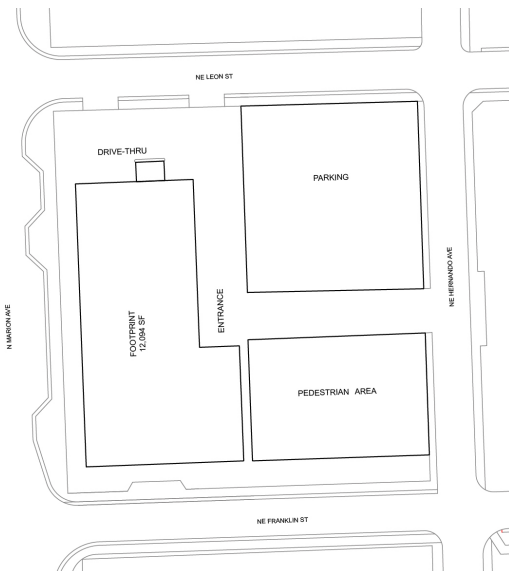 NE LEON ST
DRIVE-THRU
PARKING
N MARION AVE
FOOTPRINT
12,094 SF
ENTRANCE
NE HERNANDO AVE
PEDESTRIAN AREA
NE FRANKLIN ST